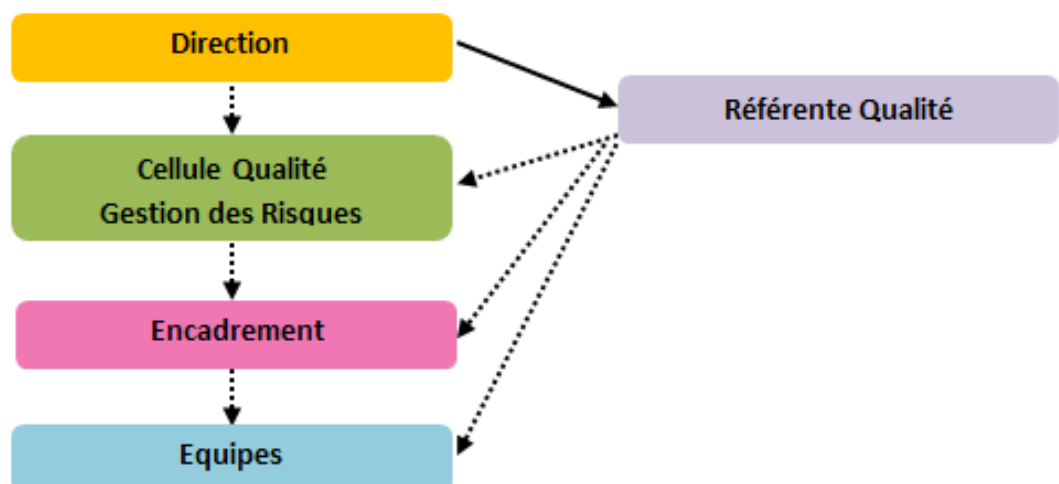 Direction
Référente Qualité
Cellule Qualité
Gestion des Risques
Encadrement
Equipes